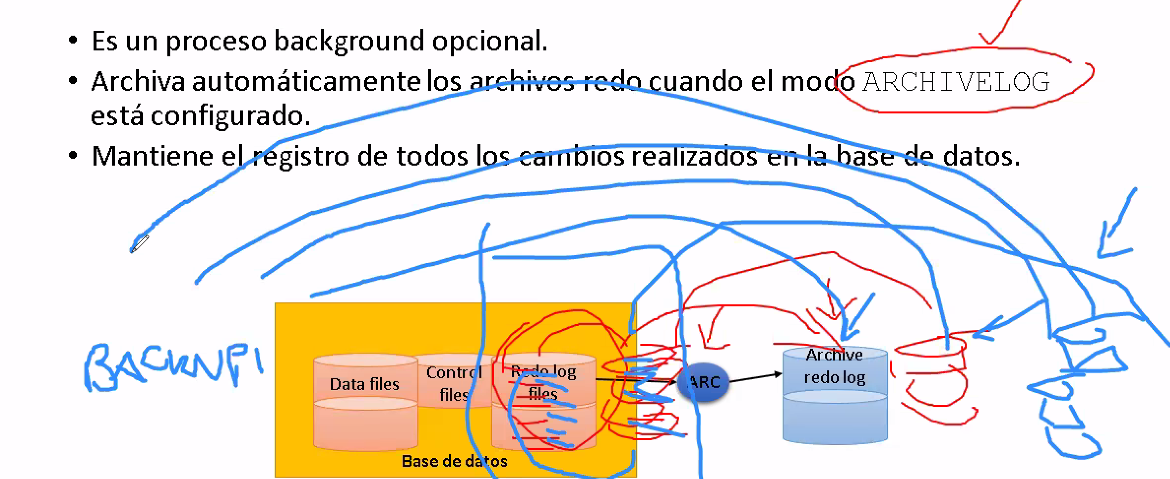 • Es un proceso background opcional.
• Archiva automáticamente los archivos redo cuando el modo ARCHIVELOG
está configurado.
• Mantiene el registro de todos los cambios realizados en la base de datos.
Data files
Control
files
Redo log
files
Base de datos
ARC
Archive
redo log